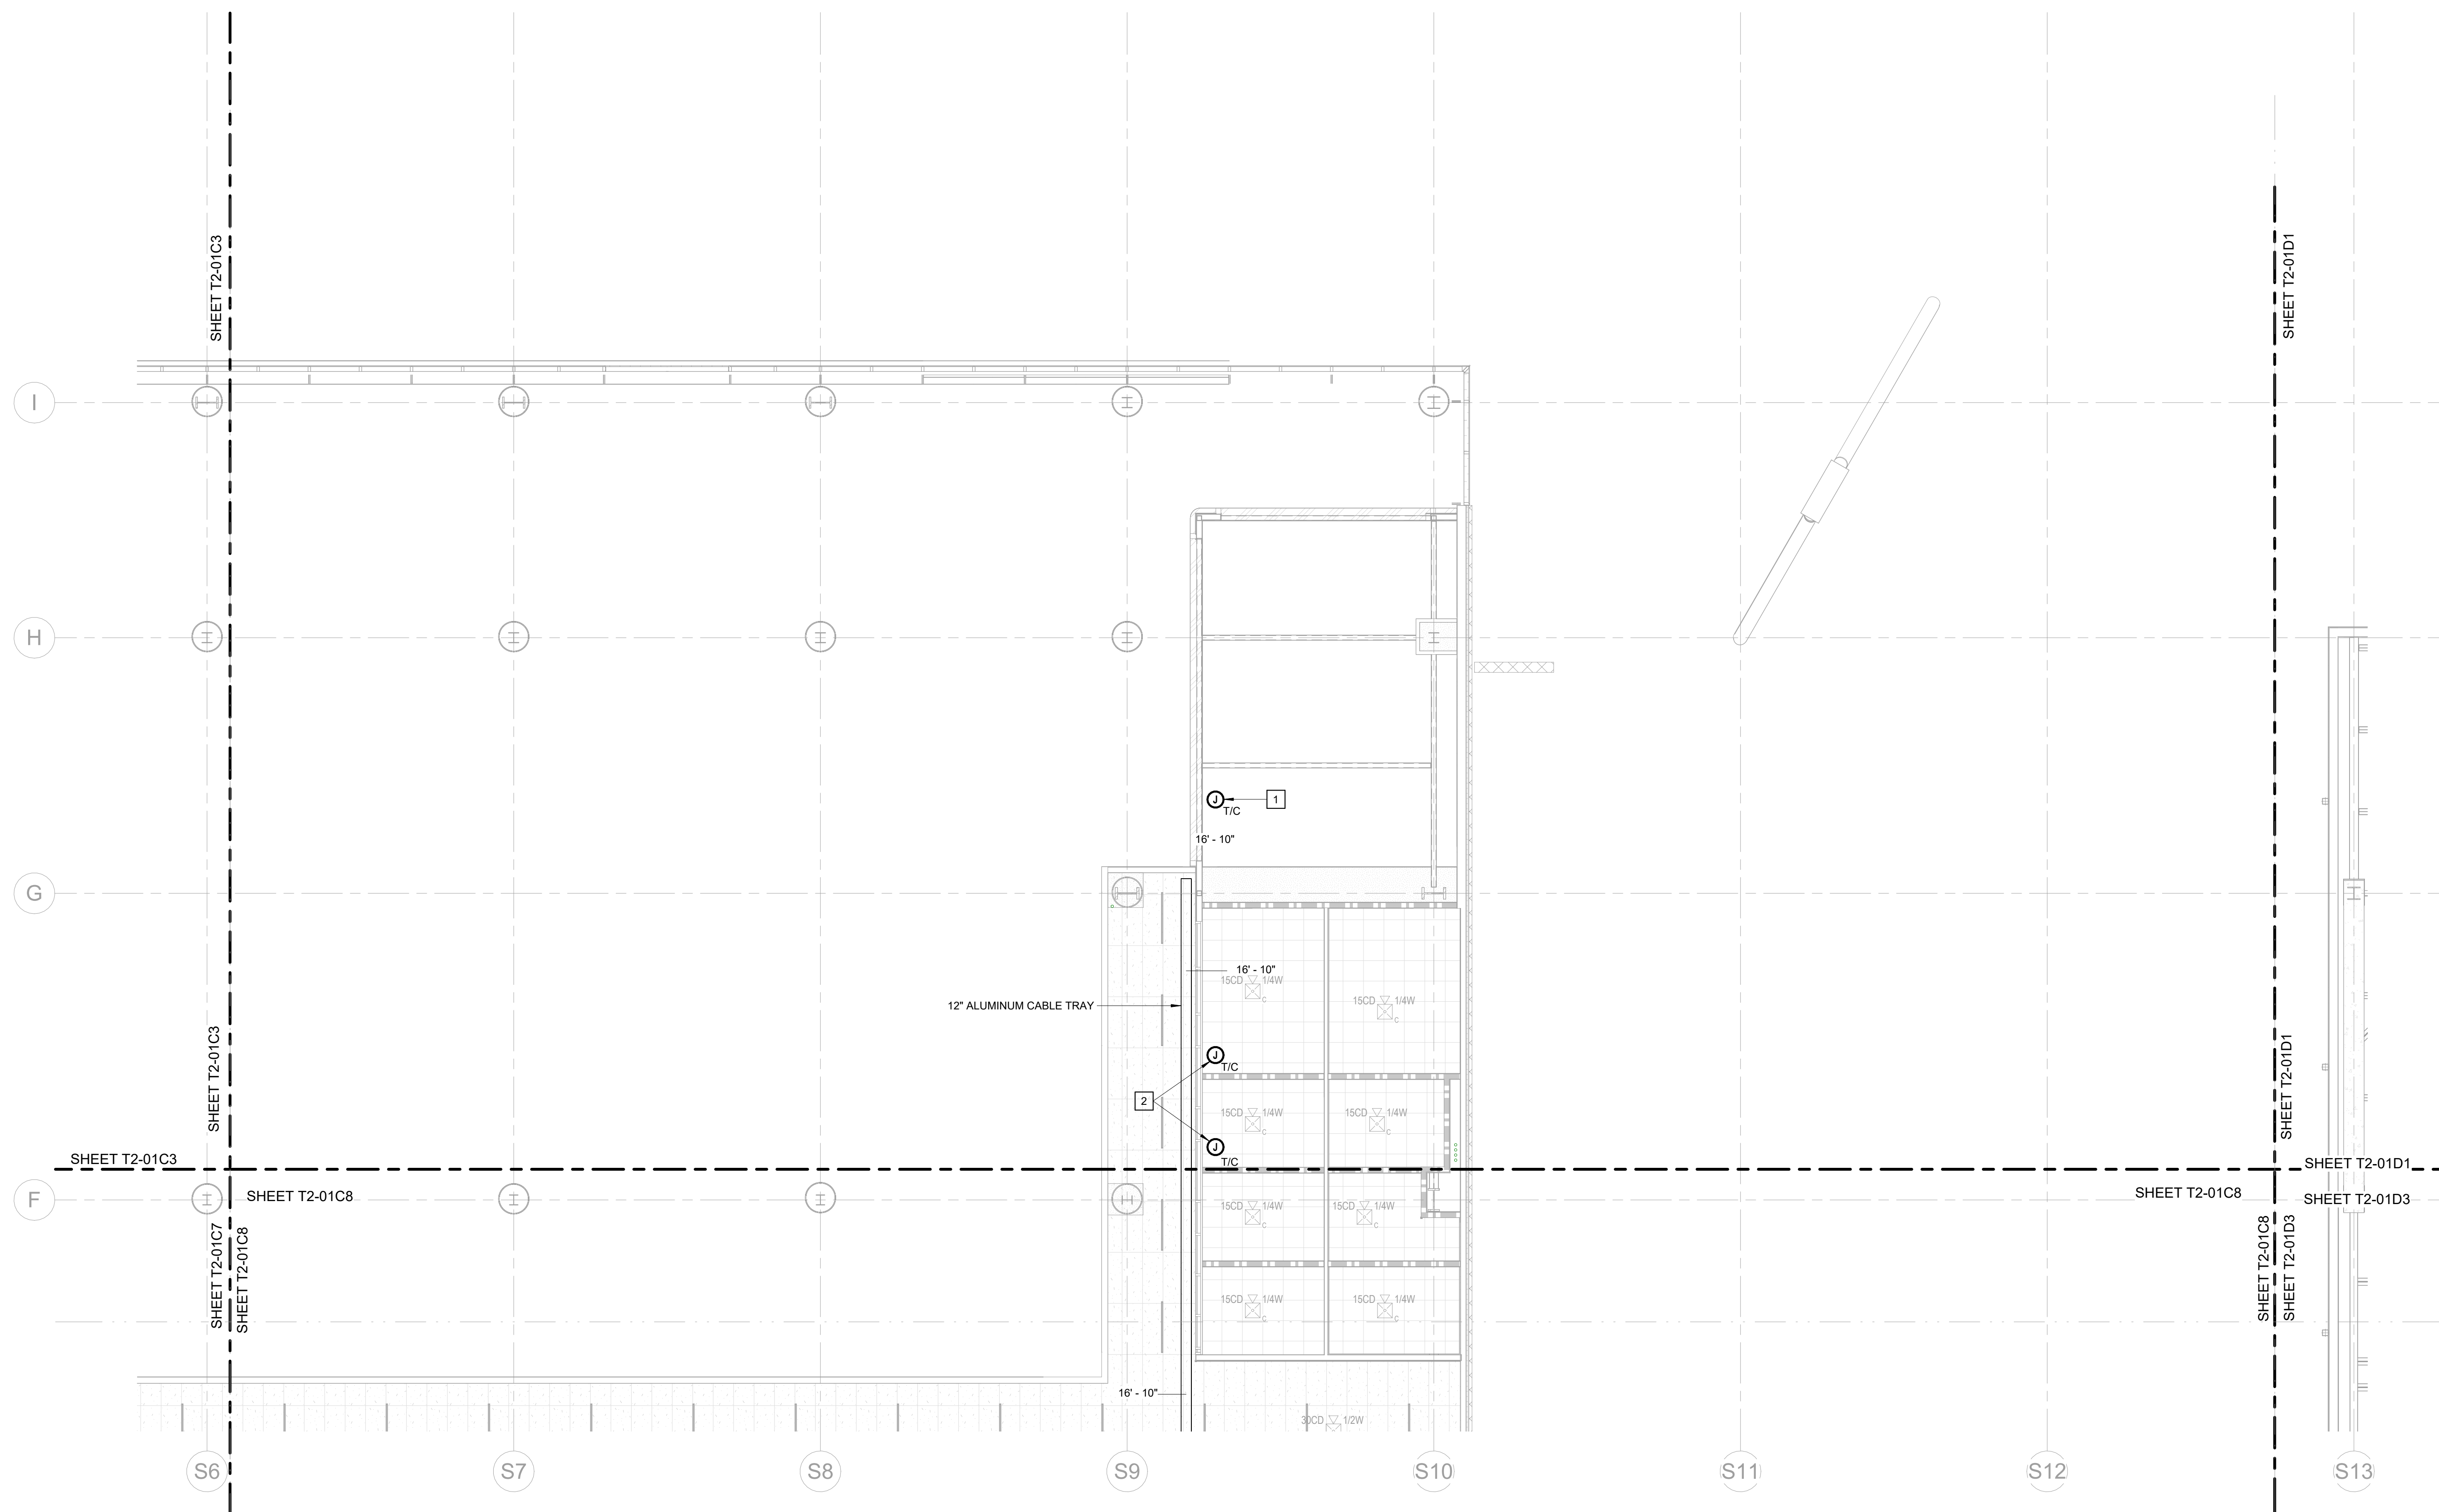 SHEET T2-01C3
SHEET T2-01D1
I
H
J
T/C
1
16' - 10"
G
16' - 10"
15CD 1/4W
C
15CD 1/4W
C
12" ALUMINUM CABLE TRAY
SHEET T2-01C3
SHEET T2-01D1
J
T/C
2
15CD 1/4W
C
15CD 1/4W
C
J
T/C
SHEET T2-01C3
SHEET T2-01D1
F
SHEET T2-01C8
SHEET T2-01C8
SHEET T2-01D3
15CD 1/4W
C
15CD 1/4W
C
SHEET T2-01C7
SHEET T2-01C8
SHEET T2-01C8
SHEET T2-01D3
15CD 1/4W
C
15CD 1/4W
C
16' - 10"
30CD 1/2W
S6
S7
S8
S9
S10
S11
S12
S13